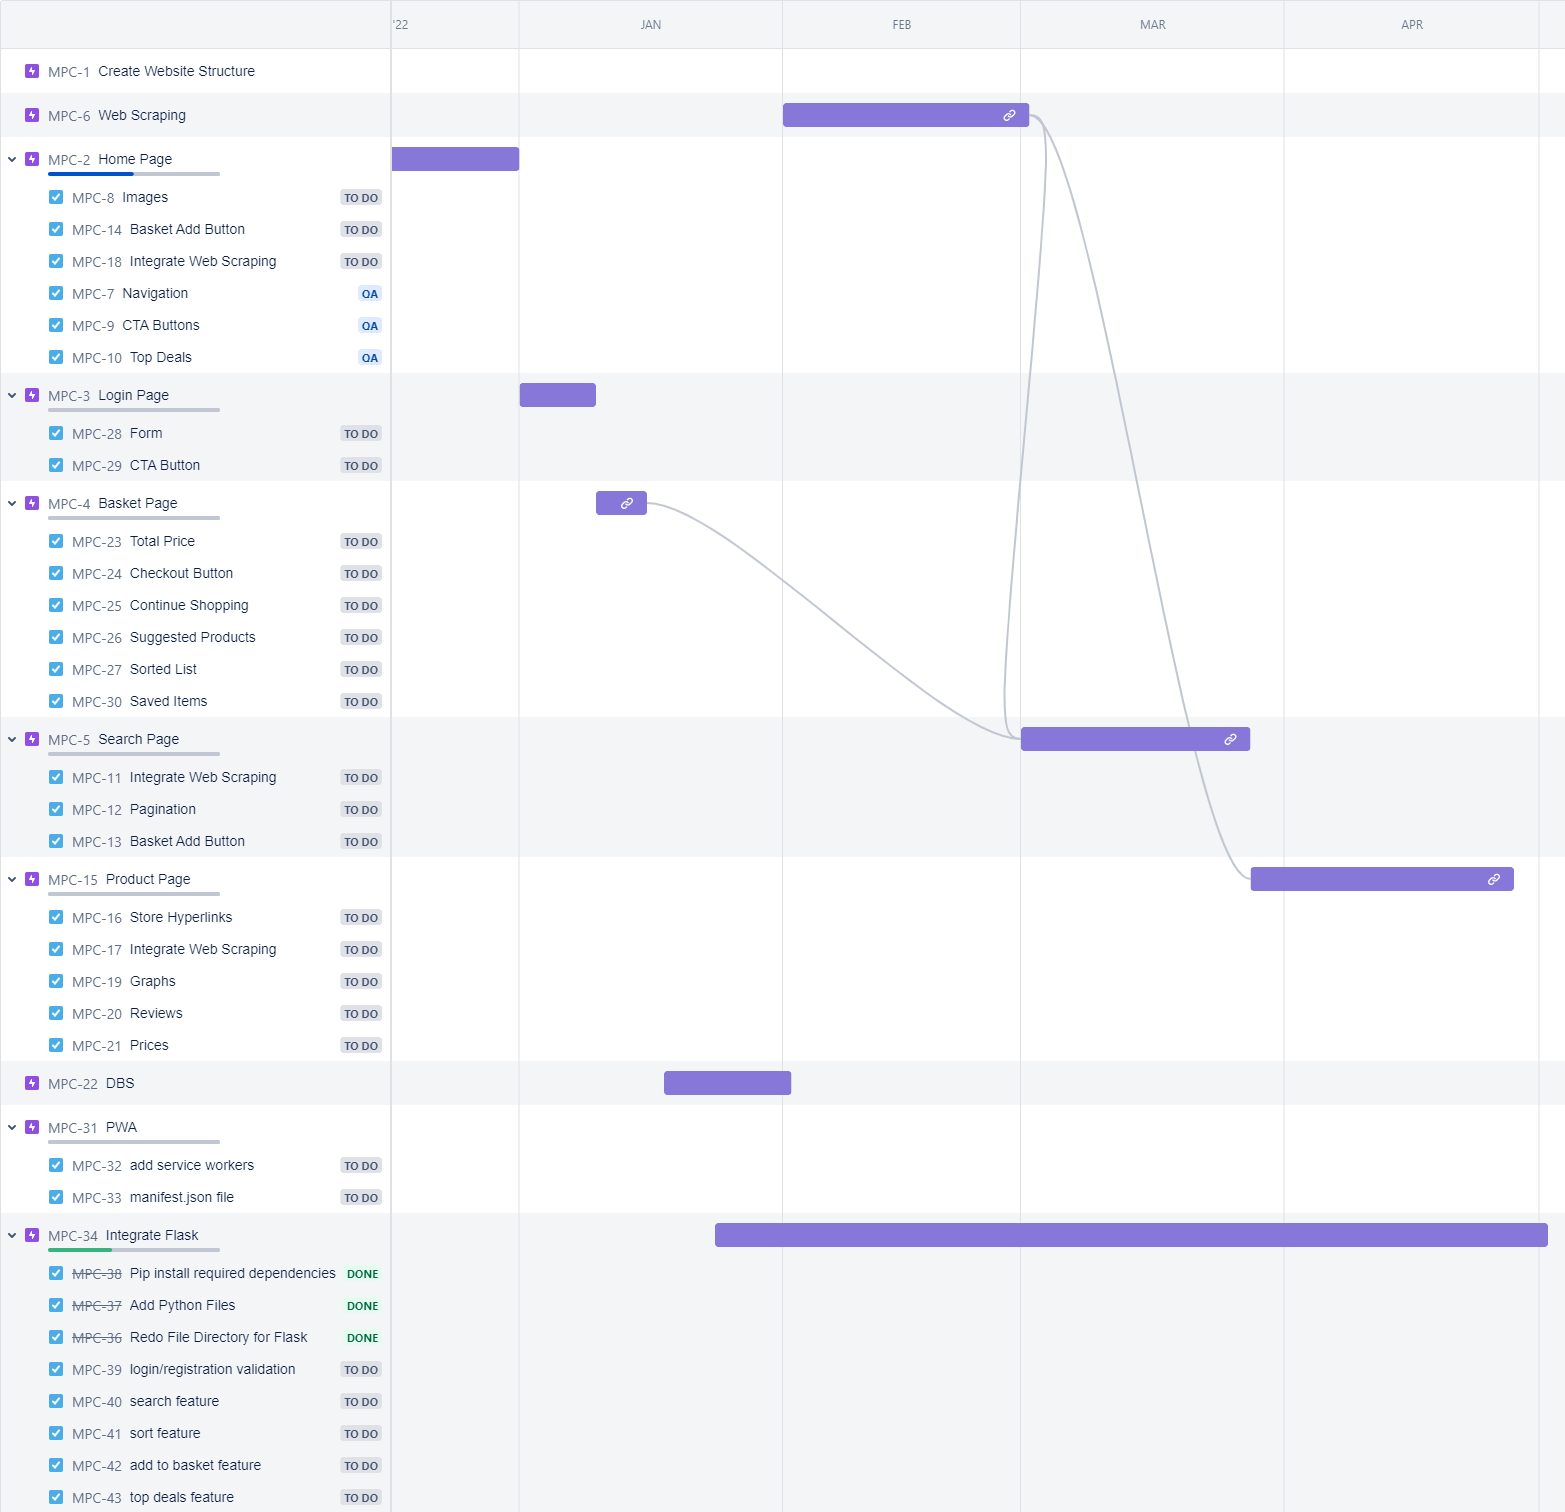 '22 JAN FEB MAR APR
MPC-1 Create Website Structure
MPC-6 Web Scraping
MPC-2 Home Page
MPC-8 Images TO DO
MPC-14 Basket Add Button TO DO
MPC-18 Integrate Web Scraping TO DO
MPC-7 Navigation QA
MPC-9 CTA Buttons QA
MPC-10 Top Deals QA
MPC-3 Login Page
MPC-28 Form TO DO
MPC-29 CTA Button TO DO
MPC-4 Basket Page
MPC-23 Total Price TO DO
MPC-24 Checkout Button TO DO
MPC-25 Continue Shopping TO DO
MPC-26 Suggested Products TO DO
MPC-27 Sorted List TO DO
MPC-30 Saved Items TO DO
MPC-5 Search Page
MPC-11 Integrate Web Scraping TO DO
MPC-12 Pagination TO DO
MPC-13 Basket Add Button TO DO
MPC-15 Product Page
MPC-16 Store Hyperlinks TO DO
MPC-17 Integrate Web Scraping TO DO
MPC-19 Graphs TO DO
MPC-20 Reviews TO DO
MPC-21 Prices TO DO
MPC-22 DBS
MPC-31 PWA
MPC-32 add service workers TO DO
MPC-33 manifest.json file TO DO
MPC-34 Integrate Flask
MPC-38 Pip install required dependencies DONE
MPC-37 Add Python Files DONE
MPC-36 Redo File Directory for Flask DONE
MPC-39 login/registration validation TO DO
MPC-40 search feature TO DO
MPC-41 sort feature TO DO
MPC-42 add to basket feature TO DO
MPC-43 top deals feature TO DO